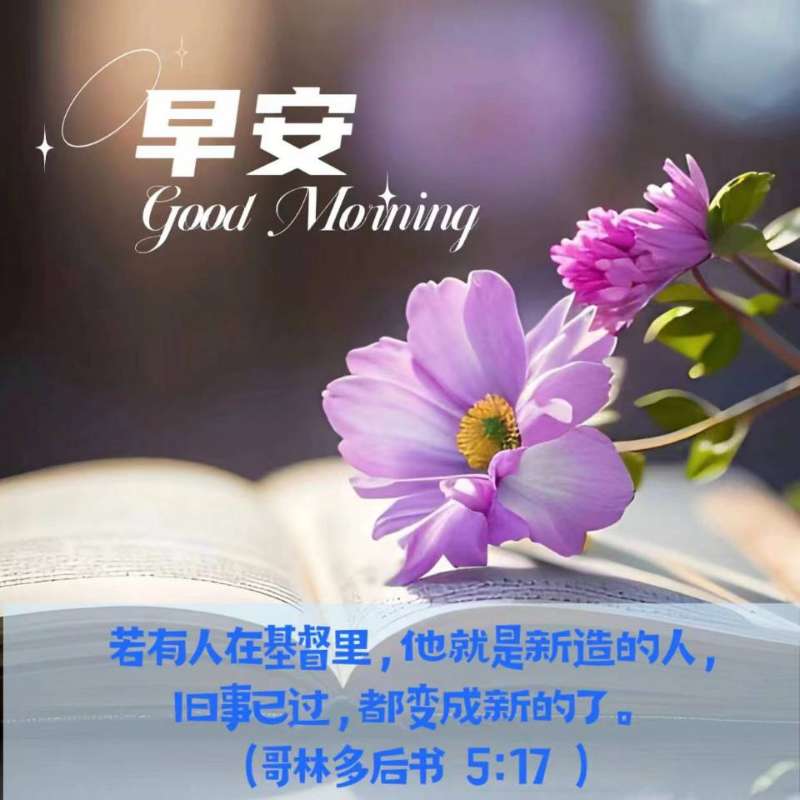 早安
Good Morning
若有人在基督里，他就是新造的人，
旧事已过，都变成新的了。
（哥林多后书 5:17 ）